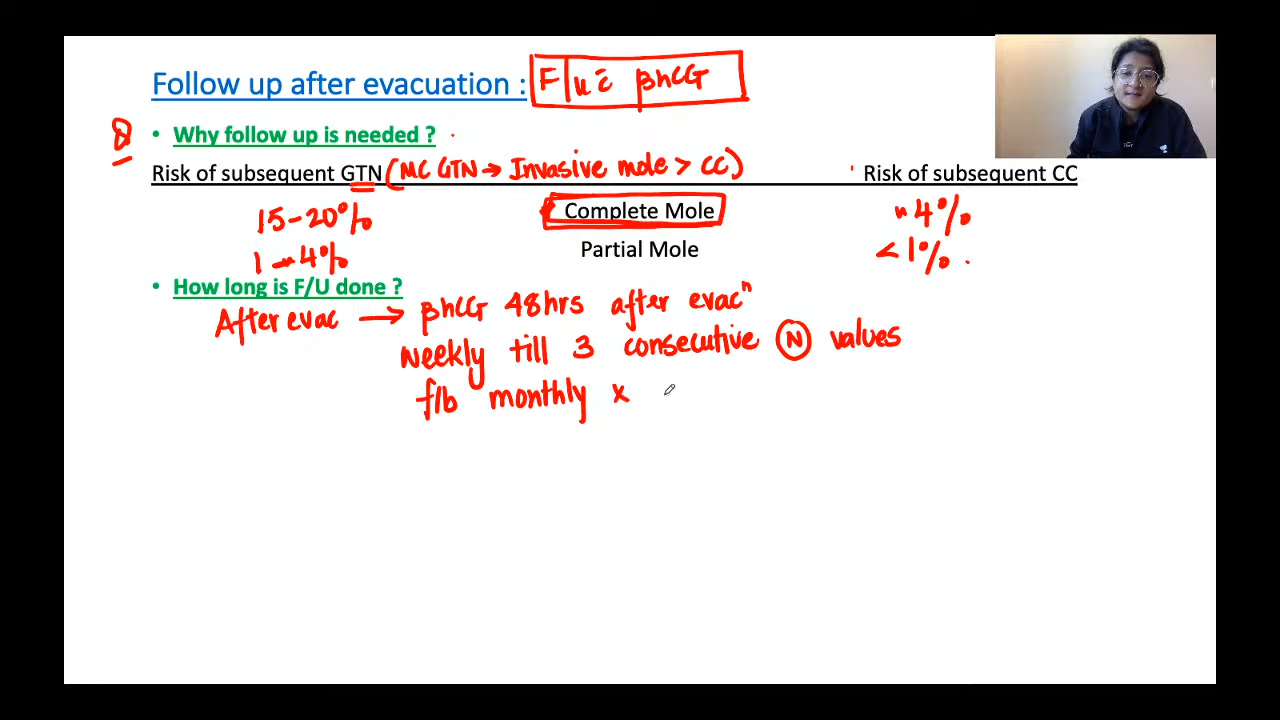 Follow up after evacuation : F/u c̄ βhCG
Q • Why follow up is needed ?
Risk of subsequent GTN (MC GTN → Invasive mole > CC) Risk of subsequent CC
15-20% Complete Mole ~4%
1-4% Partial Mole <1%
• How long is F/U done ?
After evac → βhCG 48hrs after evacⁿ
weekly till 3 consecutive N values
f/b monthly x